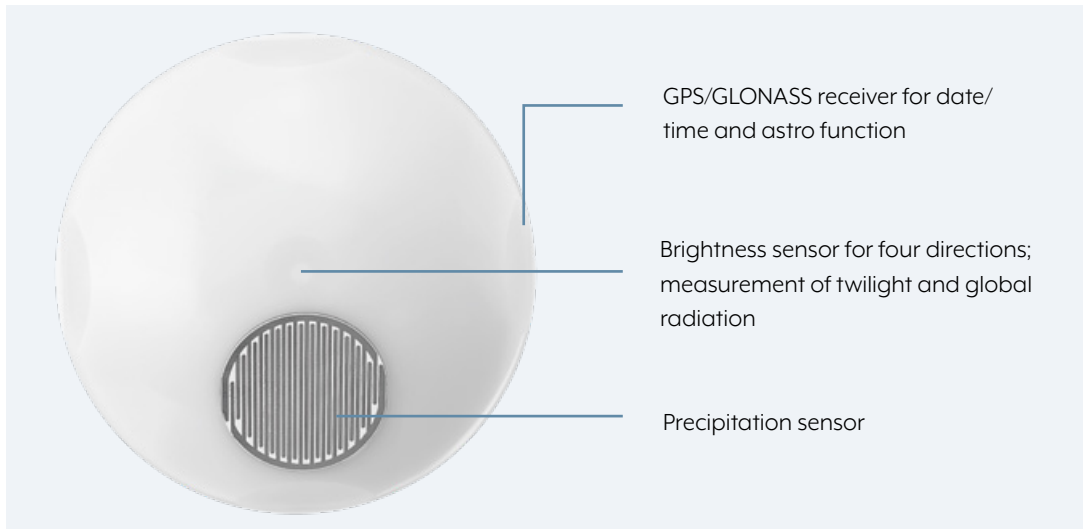 GPS/GLONASS receiver for date/
time and astro function
Brightness sensor for four directions;
measurement of twilight and global
radiation
Precipitation sensor